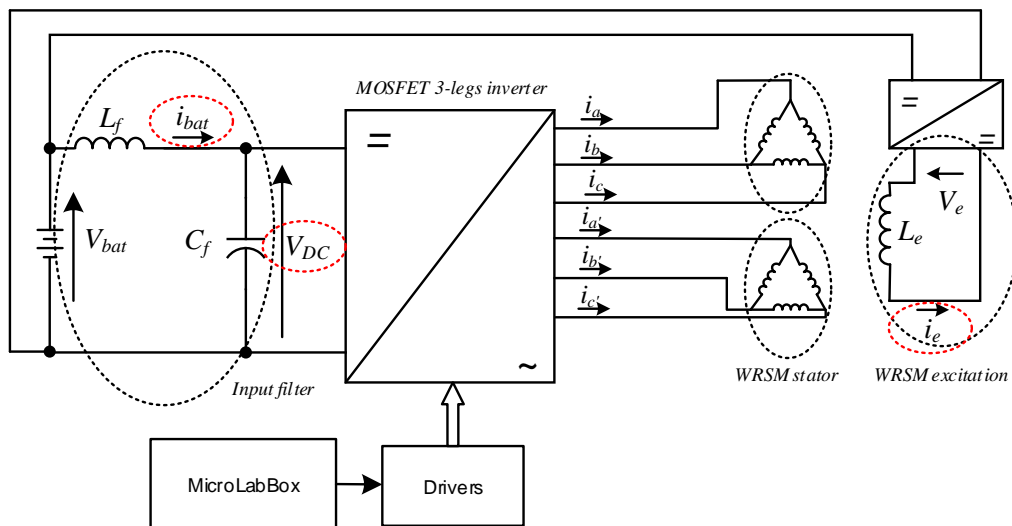 MOSFET 3-legs inverter
L_f
i_bat
V_bat
C_f
V_DC
Input filter
=
~
i_a
i_b
i_c
i_a'
i_b'
i_c'
WRSM stator
=
=
V_e
L_e
i_e
WRSM excitation
MicroLabBox
Drivers